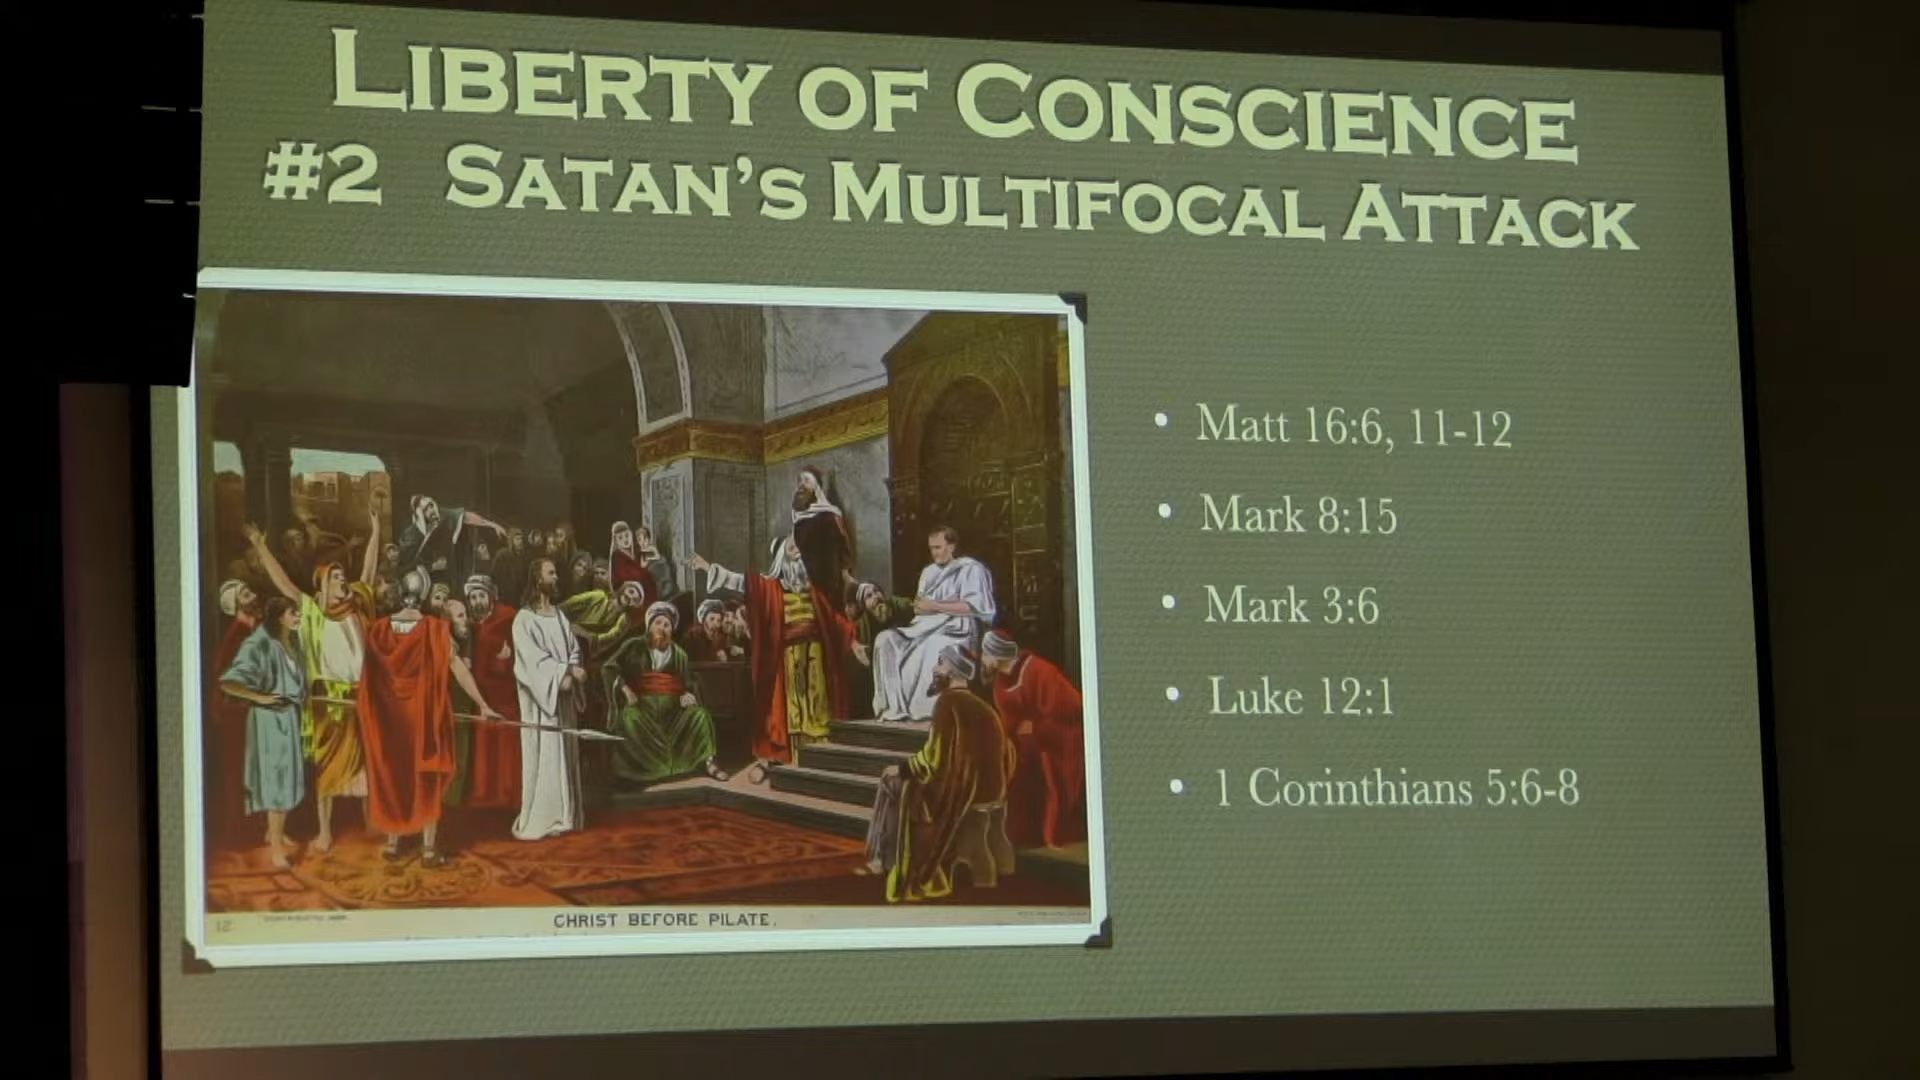 LIBERTY OF CONSCIENCE
#2 SATAN'S MULTIFOCAL ATTACK
• Matt 16:6, 11-12
• Mark 8:15
• Mark 3:6
• Luke 12:1
• 1 Corinthians 5:6-8
12
CHRIST BEFORE PILATE.